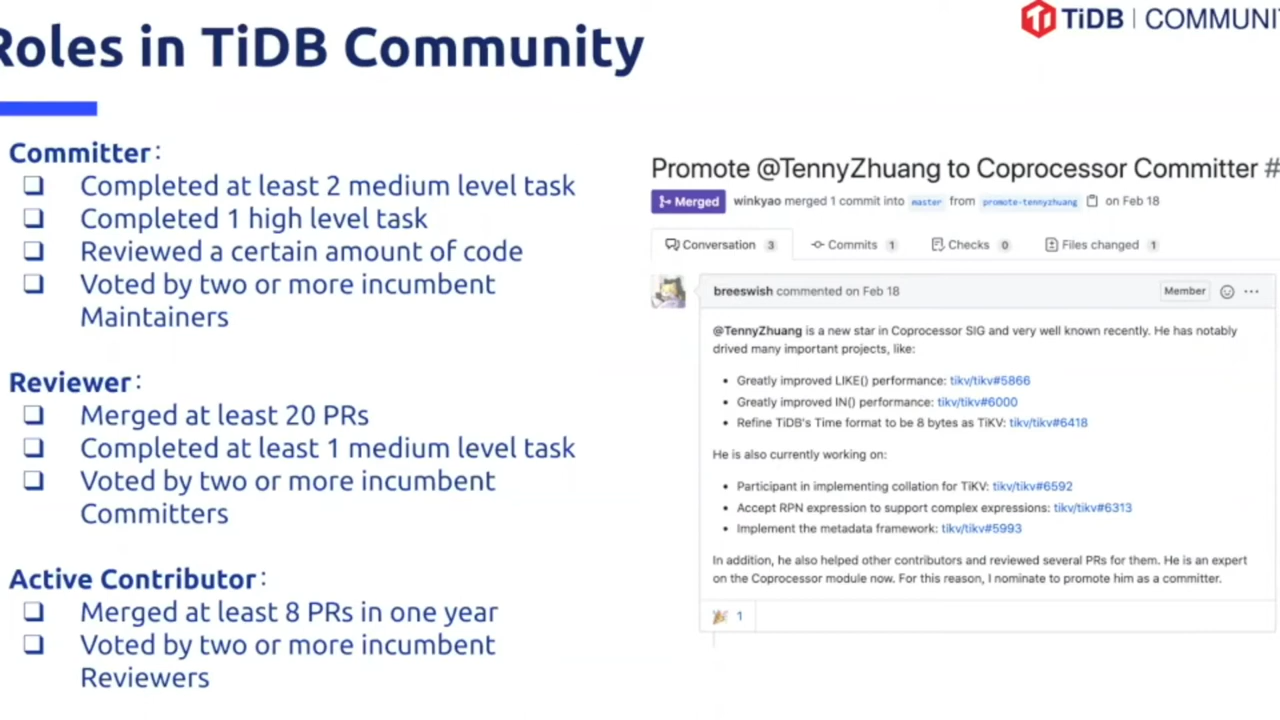 Roles in TiDB Community
TiDB | COMMUNI
Committer:
❏ Completed at least 2 medium level task
❏ Completed 1 high level task
❏ Reviewed a certain amount of code
❏ Voted by two or more incumbent
Maintainers
Reviewer:
❏ Merged at least 20 PRs
❏ Completed at least 1 medium level task
❏ Voted by two or more incumbent
Committers
Active Contributor:
❏ Merged at least 8 PRs in one year
❏ Voted by two or more incumbent
Reviewers
Promote @TennyZhuang to Coprocessor Committer #
Merged winkyao merged 1 commit into master from promote-tennyzhuang on Feb 18
Conversation 3 Commits 1 Checks 0 Files changed 1
breeswish commented on Feb 18 Member ...
@TennyZhuang is a new star in Coprocessor SIG and very well known recently. He has notably
drived many important projects, like:
• Greatly improved LIKE() performance: tikv/tikv#5866
• Greatly improved IN() performance: tikv/tikv#6000
• Refine TiDB's Time format to be 8 bytes as TiKV: tikv/tikv#6418
He is also currently working on:
• Participant in implementing collation for TiKV: tikv/tikv#6592
• Accept RPN expression to support complex expressions: tikv/tikv#6313
• Implement the metadata framework: tikv/tikv#5993
In addition, he also helped other contributors and reviewed several PRs for them. He is an expert
on the Coprocessor module now. For this reason, I nominate to promote him as a committer.
🎉 1